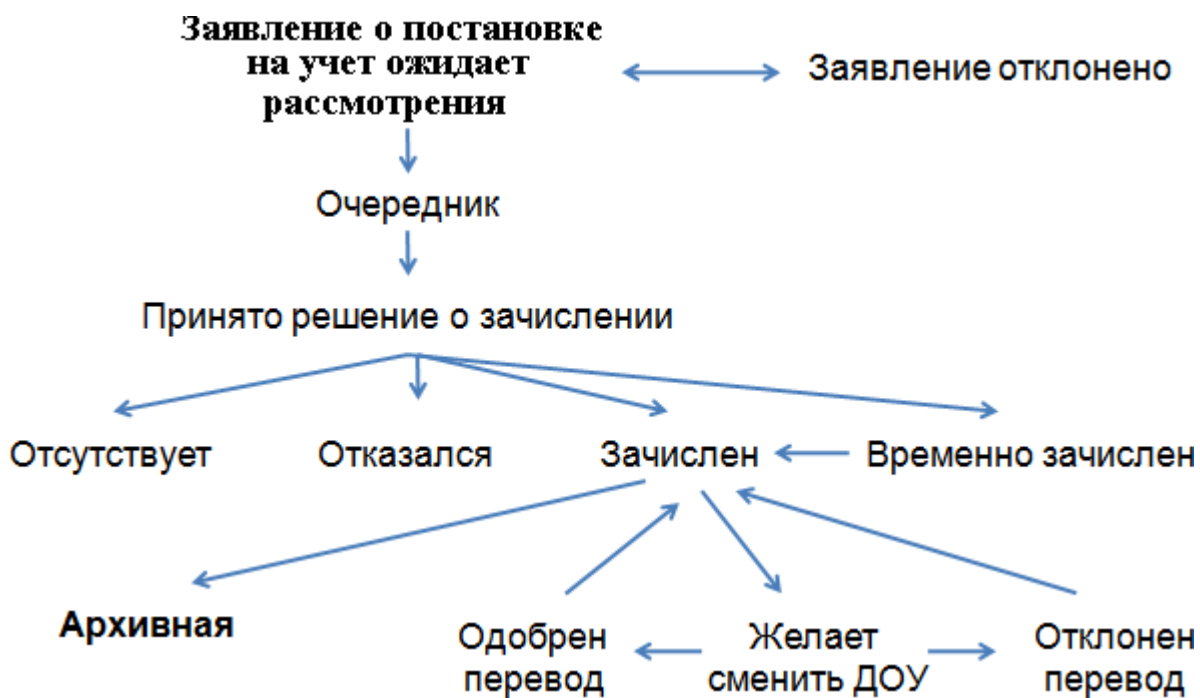 Заявление о постановке
на учет ожидает
рассмотрения
Заявление отклонено
Очередник
Принято решение о зачислении
Отсутствует
Отказался
Зачислен
Временно зачислен
Архивная
Одобрен
перевод
Желает
сменить ДОУ
Отклонен
перевод